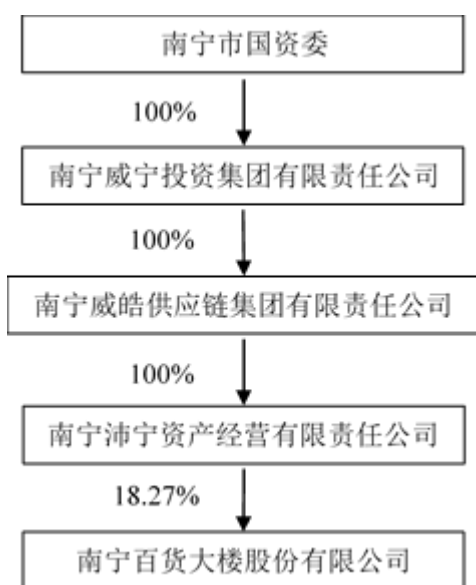 南宁市国资委
100%
南宁威宁投资集团有限责任公司
100%
南宁威皓供应链集团有限责任公司
100%
南宁沛宁资产经营有限责任公司
18.27%
南宁百货大楼股份有限公司